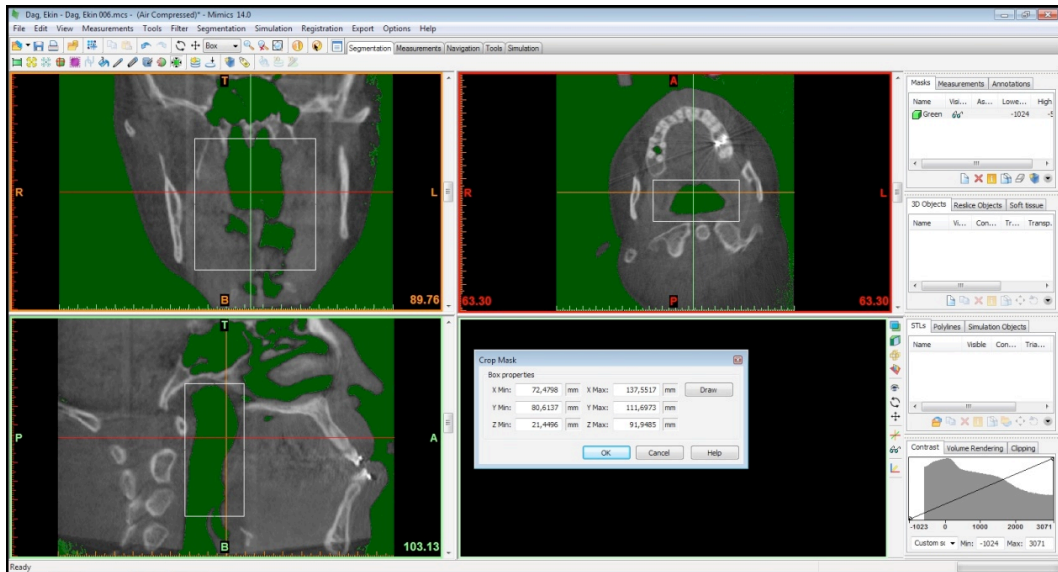 Dag, Ekin - Dag, Ekin 006.mcs - (Air Compressed)* - Mimics 14.0
File Edit View Measurements Tools Filter Segmentation Simulation Registration Export Options Help
Box Segmentation Measurements Navigation Tools Simulation
T
R
L
B
89.76
A
R
L
P
63.30
63.30
T
P
A
B
103.13
Crop Mask
Box properties
X Min: 72,4798 mm X Max: 137,5517 mm Draw
Y Min: 80,6137 mm Y Max: 111,6973 mm
Z Min: 21,4496 mm Z Max: 91,9485 mm
OK Cancel Help
Masks Measurements Annotations
Name Visi... As... Lowe... High
Green -1024
3D Objects Reslice Objects Soft tissue
Name Vi... Con... Tr... Transp.
STLs Polylines Simulation Objects
Name Visible Con... Tria...
Contrast Volume Rendering Clipping
-1023 0 1000 2000 3071
Custom Min: -1024 Max: 3071
Ready